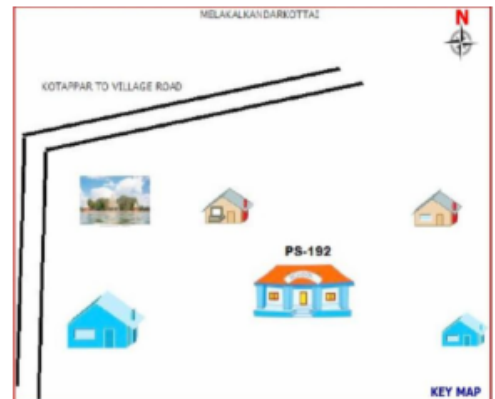 MELAKALKANDARKOTTAI
N
KOTAPPAR TO VILLAGE ROAD
PS-192
KEY MAP